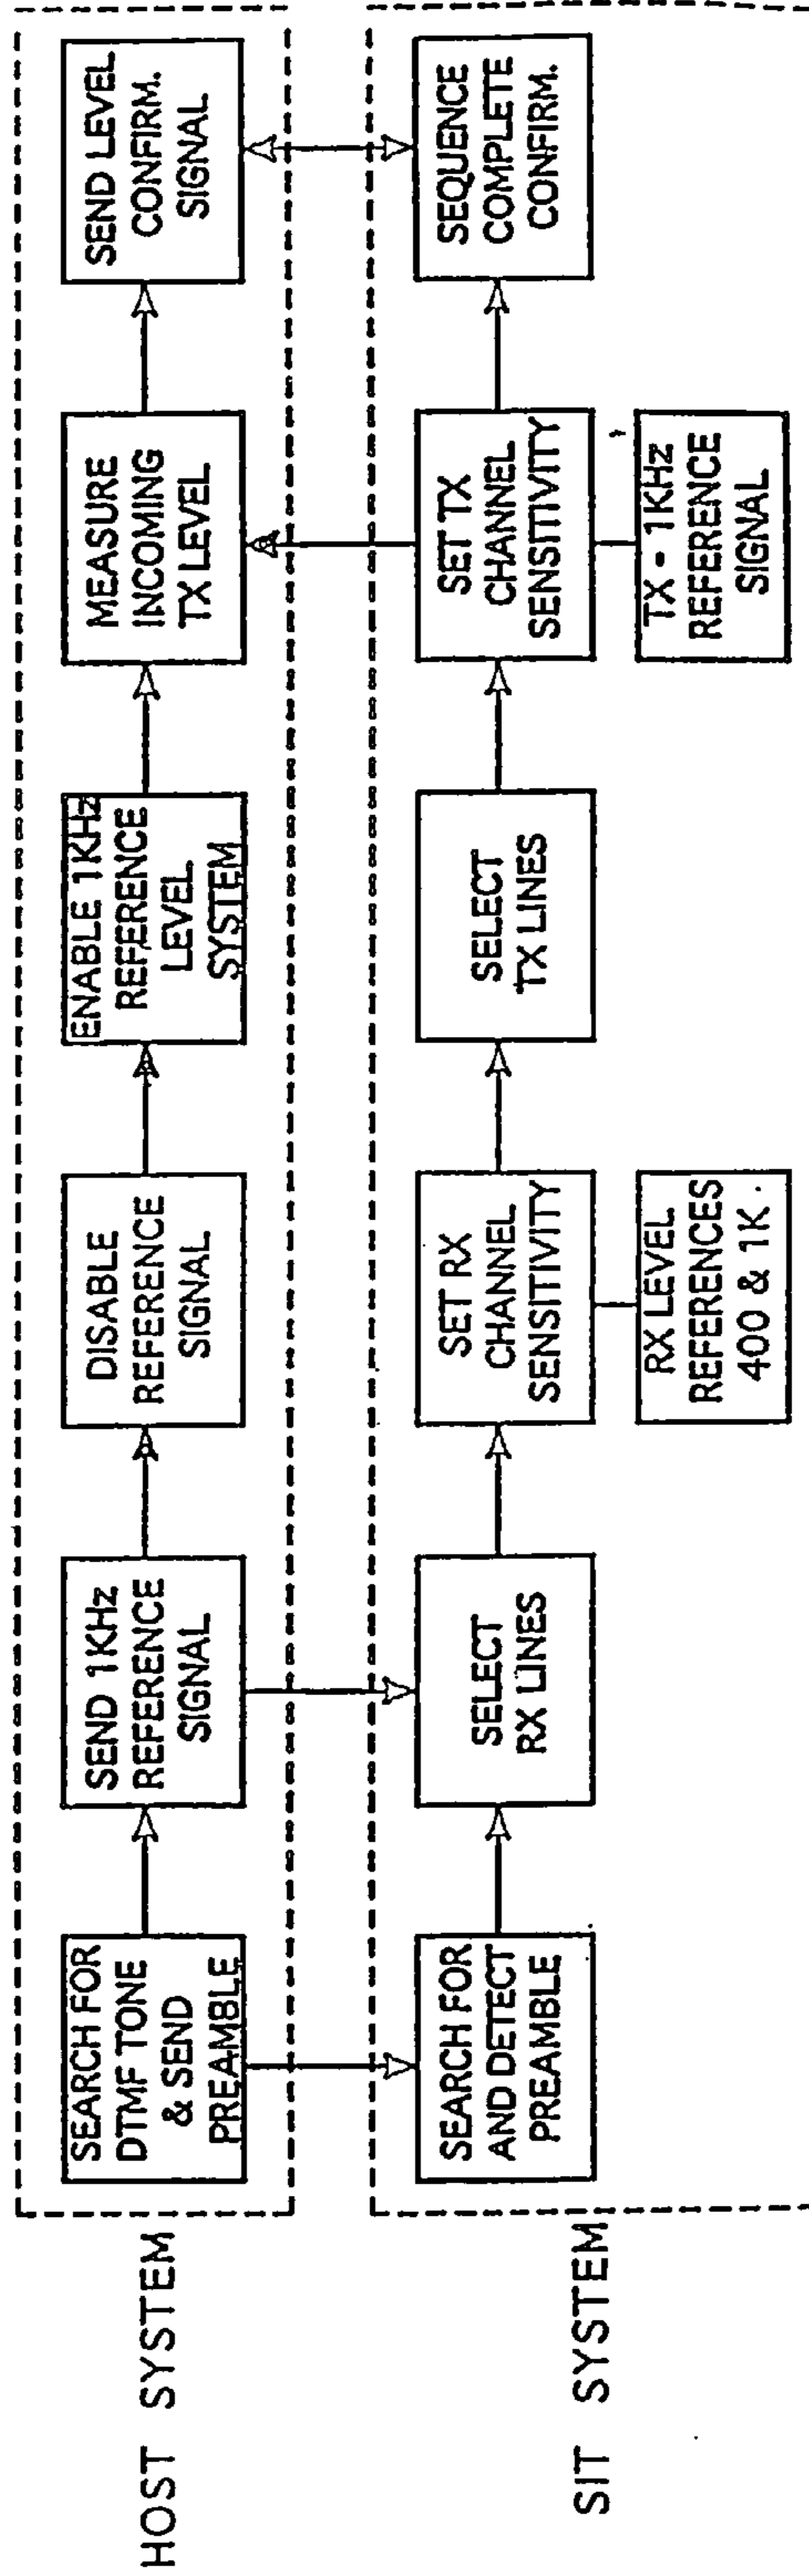 HOST SYSTEM
SEARCH FOR
DTMF TONE
& SEND
PREAMBLE
SEND 1KHz
REFERENCE
SIGNAL
DISABLE
REFERENCE
SIGNAL
ENABLE 1KHz
REFERENCE
LEVEL
SYSTEM
MEASURE
INCOMING
TX LEVEL
SEND LEVEL
CONFIRM.
SIGNAL
SIT SYSTEM
SEARCH FOR
AND DETECT
PREAMBLE
SELECT
RX LINES
SET RX
CHANNEL
SENSITIVITY
SELECT
TX LINES
SET TX
CHANNEL
SENSITIVITY
SEQUENCE
COMPLETE
CONFIRM.
RX LEVEL
REFERENCES
400 & 1K.
TX - 1KHz
REFERENCE
SIGNAL